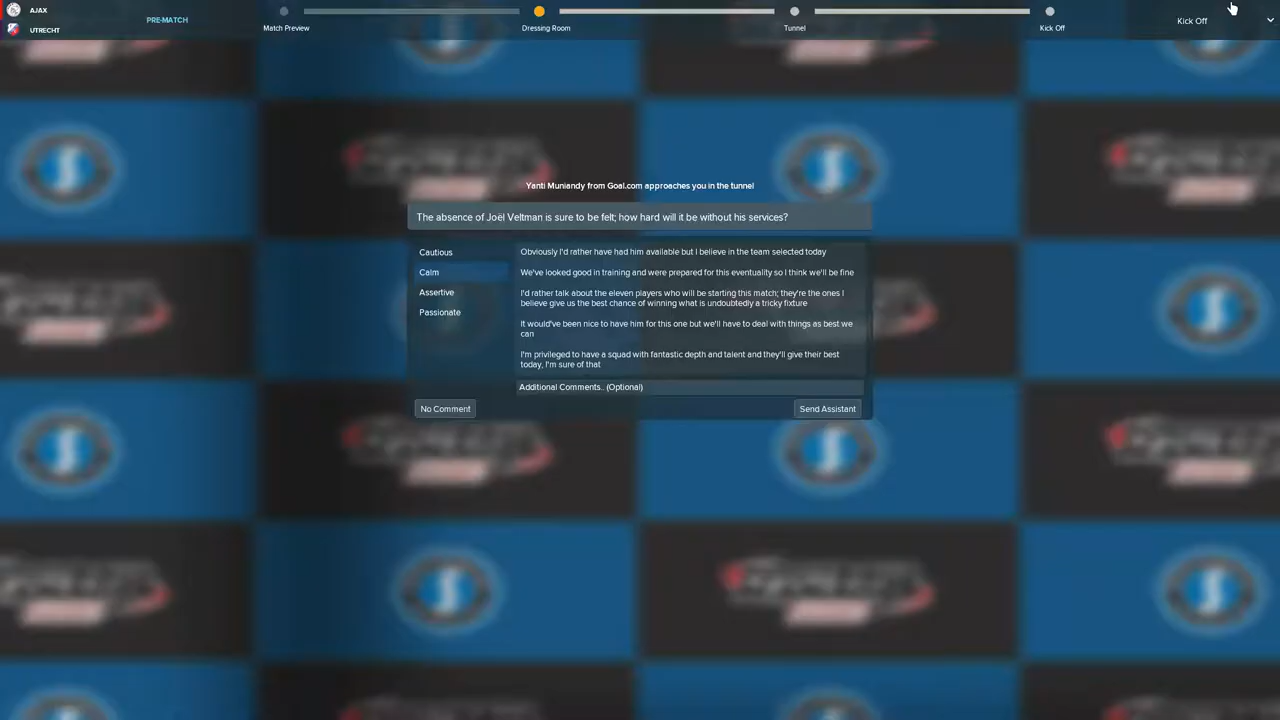 AJAX
UTRECHT
PRE-MATCH
Match Preview
Dressing Room
Tunnel
Kick Off
Kick Off
Yanti Muniandy from Goal.com approaches you in the tunnel
The absence of Joël Veltman is sure to be felt; how hard will it be without his services?
Cautious
Calm
Assertive
Passionate
Obviously I'd rather have had him available but I believe in the team selected today
We've looked good in training and were prepared for this eventuality so I think we'll be fine
I'd rather talk about the eleven players who will be starting this match; they're the ones I
believe give us the best chance of winning what is undoubtedly a tricky fixture
It would've been nice to have him for this one but we'll have to deal with things as best we
can
I'm privileged to have a squad with fantastic depth and talent and they'll give their best
today, I'm sure of that
Additional Comments.. (Optional)
No Comment
Send Assistant